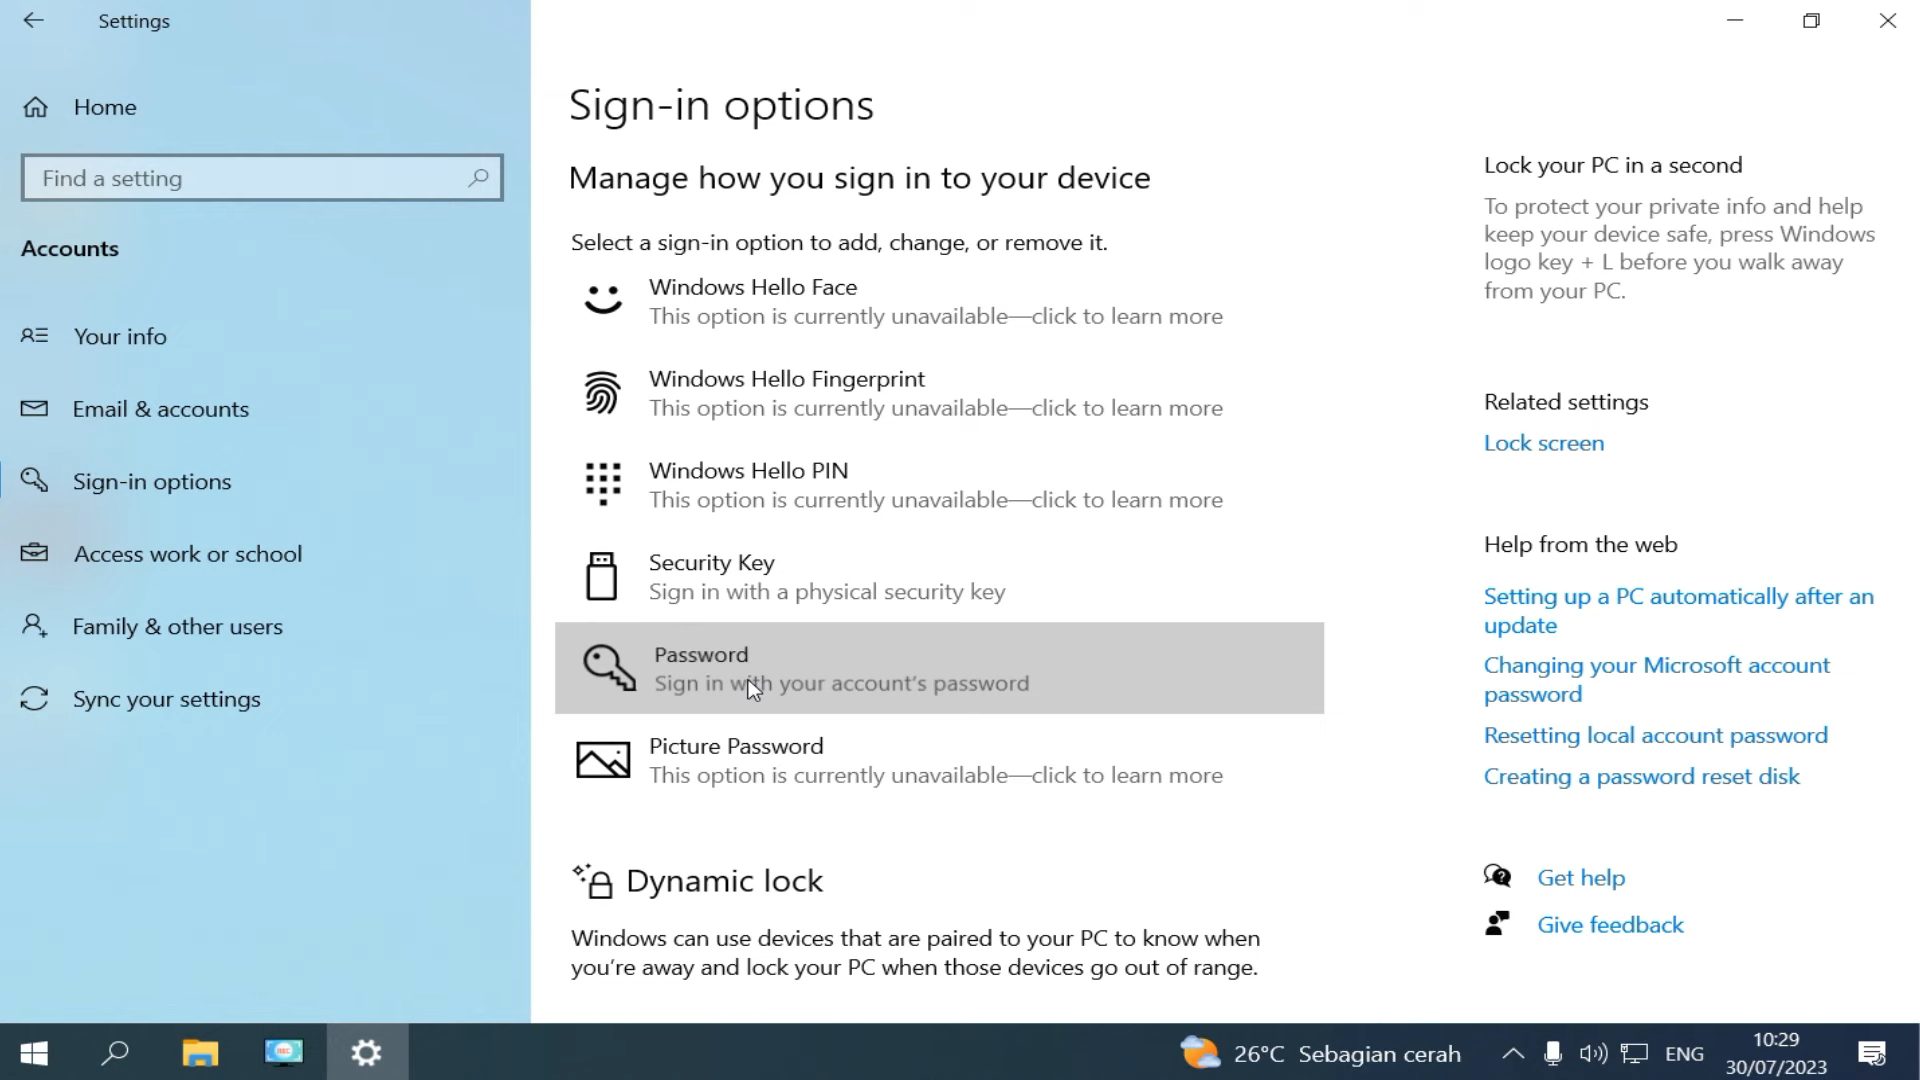 Settings
Home
Find a setting
Accounts
Your info
Email & accounts
Sign-in options
Access work or school
Family & other users
Sync your settings
Sign-in options
Manage how you sign in to your device
Select a sign-in option to add, change, or remove it.
Windows Hello Face
This option is currently unavailable—click to learn more
Windows Hello Fingerprint
This option is currently unavailable—click to learn more
Windows Hello PIN
This option is currently unavailable—click to learn more
Security Key
Sign in with a physical security key
Password
Sign in with your account's password
Picture Password
This option is currently unavailable—click to learn more
Dynamic lock
Windows can use devices that are paired to your PC to know when
you're away and lock your PC when those devices go out of range.
Lock your PC in a second
To protect your private info and help
keep your device safe, press Windows
logo key + L before you walk away
from your PC.
Related settings
Lock screen
Help from the web
Setting up a PC automatically after an
update
Changing your Microsoft account
password
Resetting local account password
Creating a password reset disk
Get help
Give feedback
26°C Sebagian cerah
ENG
10:29
30/07/2023